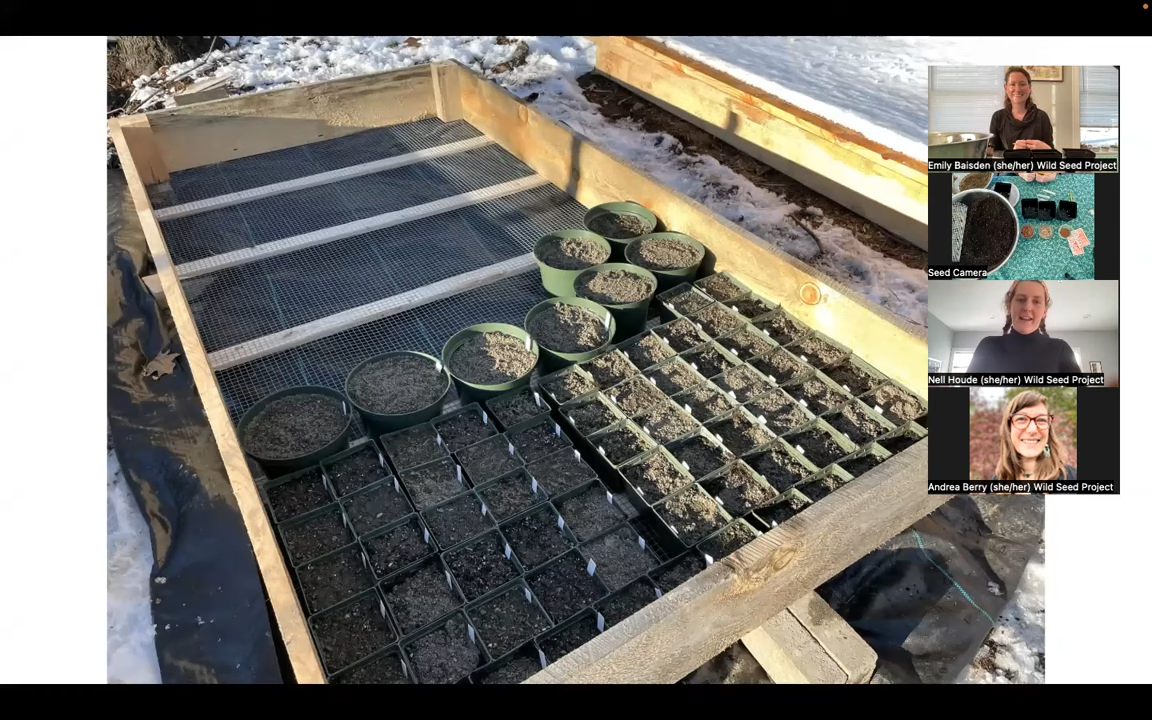 Emily Baisden (she/her) Wild Seed Project
Seed Camera
Nell Houde (she/her) Wild Seed Project
Andrea Berry (she/her) Wild Seed Project